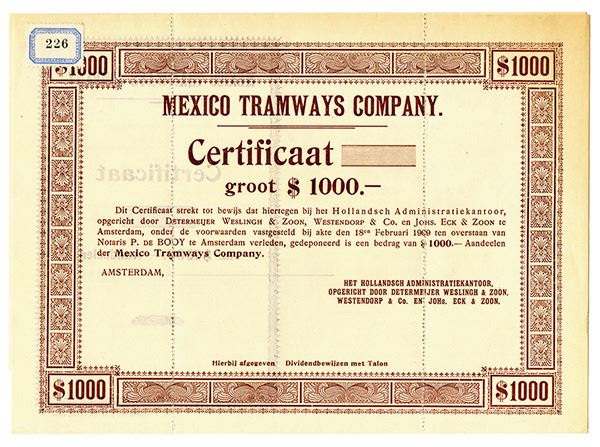 226
$1000
$1000
MEXICO TRAMWAYS COMPANY.
Certificaat
groot $ 1000.—
Dit Certificaat strekt tot bewijs dat hiertegen bij het Hollandsch Administratiekantoor,
opgericht door DETERMEIJER WESLINGH & ZOON, WESTENDORP & Co. en JOHS. ECK & ZOON te
Amsterdam, onder de voorwaarden vastgesteld bij akte den 18en Februari 1909 ten overstaan van
Notaris P. DE BOOY te Amsterdam verleden, gedeponeerd is een bedrag van $ 1000.— Aandeelen
der Mexico Tramways Company.
AMSTERDAM,
HET HOLLANDSCH ADMINISTRATIEKANTOOR,
OPGERICHT DOOR DETERMEIJER WESLINGH & ZOON,
WESTENDORP & Co. EN JOHs. ECK & ZOON.
Hierbij afgegeven Dividendbewijzen met Talon
$1000
$1000